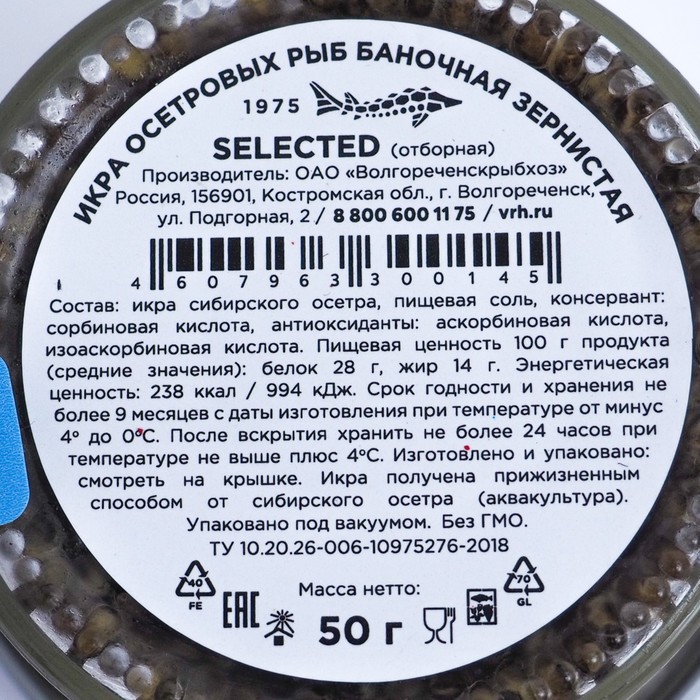 ИКРА ОСЕТРОВЫХ РЫБ БАНОЧНАЯ ЗЕРНИСТАЯ
1975
SELECTED (отборная)
Производитель: ОАО «Волгореченскрыбхоз»
Россия, 156901, Костромская обл., г. Волгореченск,
ул. Подгорная, 2 / 8 800 600 11 75 / vrh.ru
4 607963 300145
Состав: икра сибирского осетра, пищевая соль, консервант:
сорбиновая кислота, антиоксиданты: аскорбиновая кислота,
изоаскорбиновая кислота. Пищевая ценность 100 г продукта
(средние значения): белок 28 г, жир 14 г. Энергетическая
ценность: 238 ккал / 994 кДж. Срок годности и хранения не
более 9 месяцев с даты изготовления при температуре от минус
4° до 0°С. После вскрытия хранить не более 24 часов при
температуре не выше плюс 4°С. Изготовлено и упаковано:
смотреть на крышке. Икра получена прижизненным
способом от сибирского осетра (аквакультура).
Упаковано под вакуумом. Без ГМО.
ТУ 10.20.26-006-10975276-2018
Масса нетто:
40
FE
EAC
50 г
70
GL